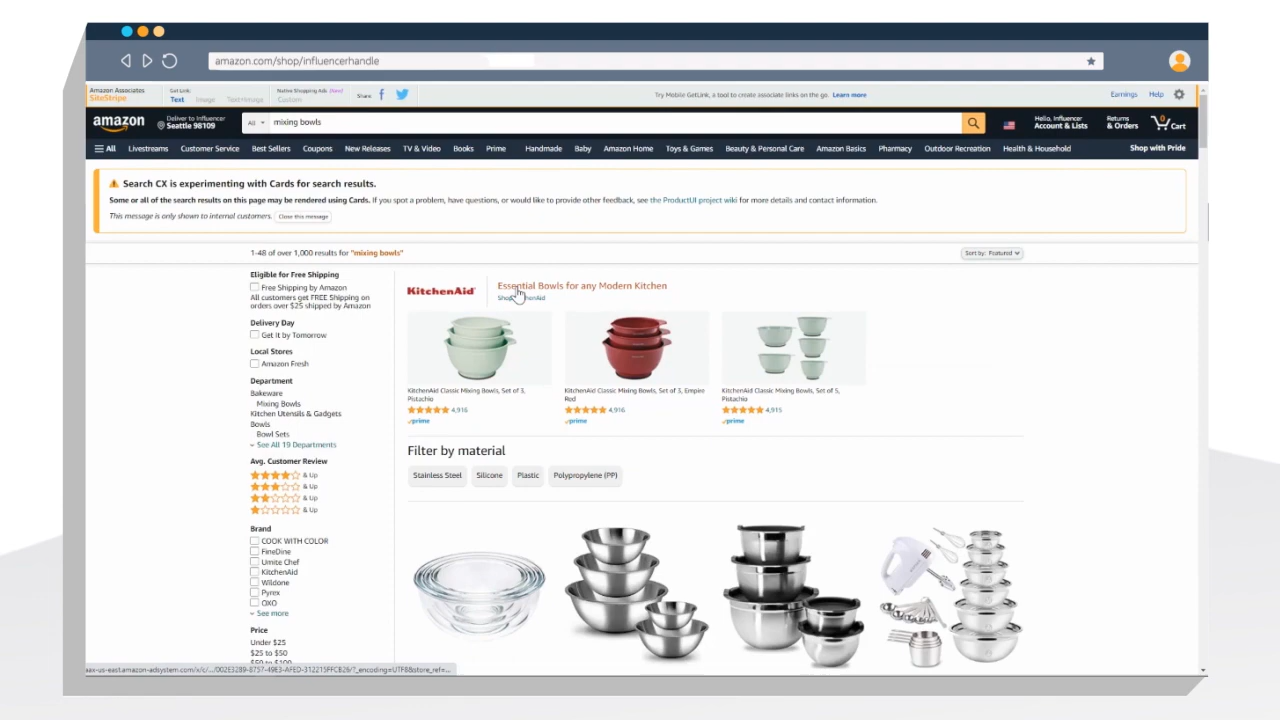 amazon.com/shop/influencerhandle
Amazon Associates
SiteStripe
Get Link:
Text Image Text+Image
Native Shopping Ads (New)
Custom
Share:
Try Mobile GetLink, a tool to create associate links on the go. Learn more
Earnings Help
amazon
Deliver to Influencer
Seattle 98109
All mixing bowls
Hello, Influencer
Account & Lists
Returns
& Orders
0
Cart
All Livestreams Customer Service Best Sellers Coupons New Releases TV & Video Books Prime Handmade Baby Amazon Home Toys & Games Beauty & Personal Care Amazon Basics Pharmacy Outdoor Recreation Health & Household Shop with Pride
Search CX is experimenting with Cards for search results.
Some or all of the search results on this page may be rendered using Cards. If you spot a problem, have questions, or would like to provide other feedback, see the ProductUI project wiki for more details and contact information.
This message is only shown to internal customers. Close this message
1-48 of over 1,000 results for "mixing bowls"
Sort by: Featured
Eligible for Free Shipping
Free Shipping by Amazon
All customers get FREE Shipping on
orders over $25 shipped by Amazon
Delivery Day
Get It by Tomorrow
Local Stores
Amazon Fresh
Department
Bakeware
Mixing Bowls
Kitchen Utensils & Gadgets
Bowls
Bowl Sets
See All 19 Departments
Avg. Customer Review
& Up
& Up
& Up
& Up
Brand
COOK WITH COLOR
FineDine
Umite Chef
KitchenAid
Wildone
Pyrex
OXO
See more
Price
Under $25
$25 to $50
$50 to $100
KitchenAid
Essential Bowls for any Modern Kitchen
KitchenAid Classic Mixing Bowls, Set of 3,
Pistachio
4,916
prime
KitchenAid Classic Mixing Bowls, Set of 3, Empire
Red
4,916
prime
KitchenAid Classic Mixing Bowls, Set of 5,
Pistachio
4,915
prime
Filter by material
Stainless Steel Silicone Plastic Polypropylene (PP)